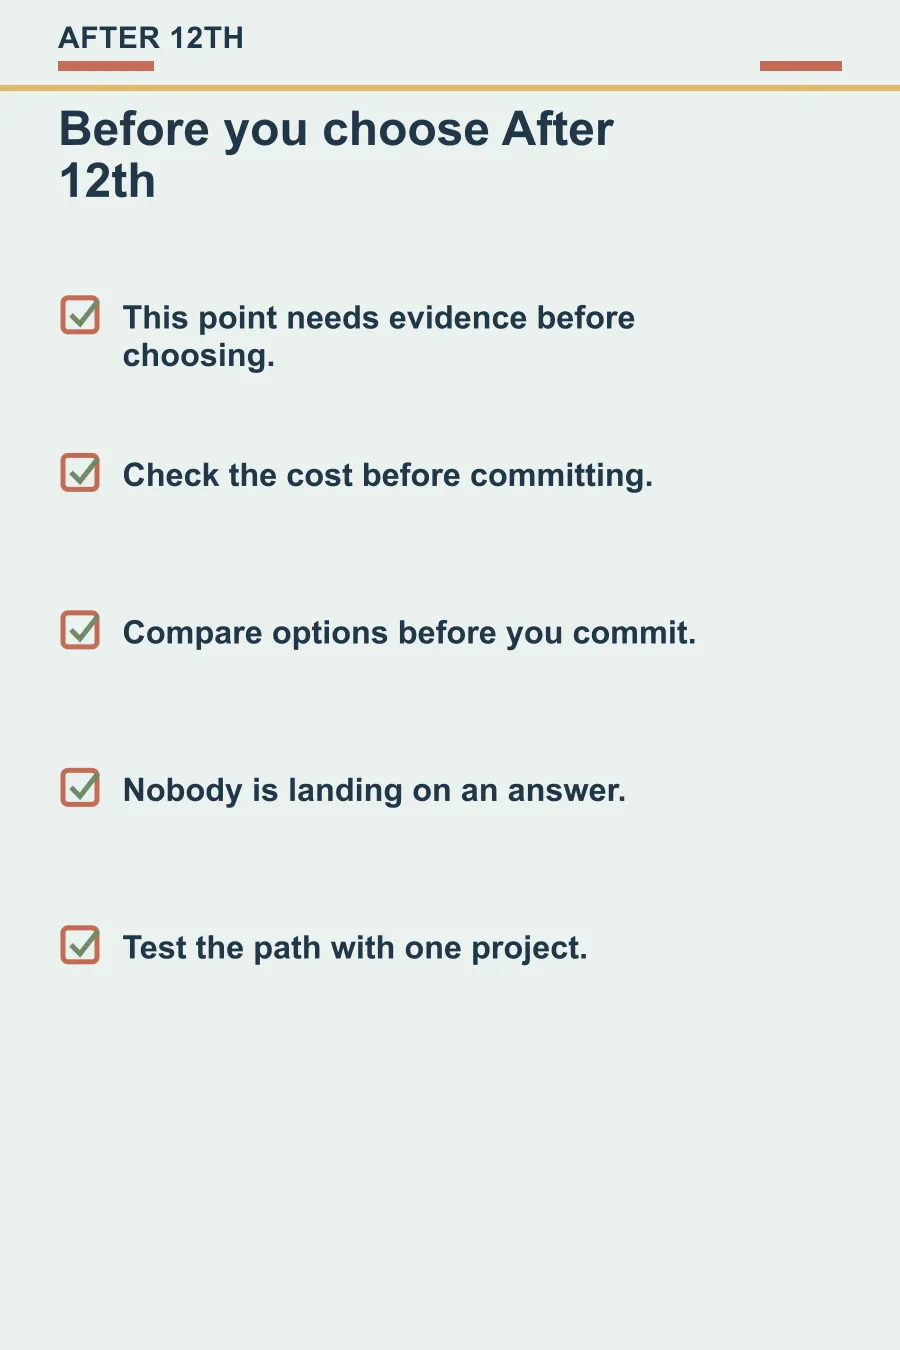 AFTER 12TH
Before you choose After
12th
This point needs evidence before
choosing.
Check the cost before committing.
Compare options before you commit.
Nobody is landing on an answer.
Test the path with one project.